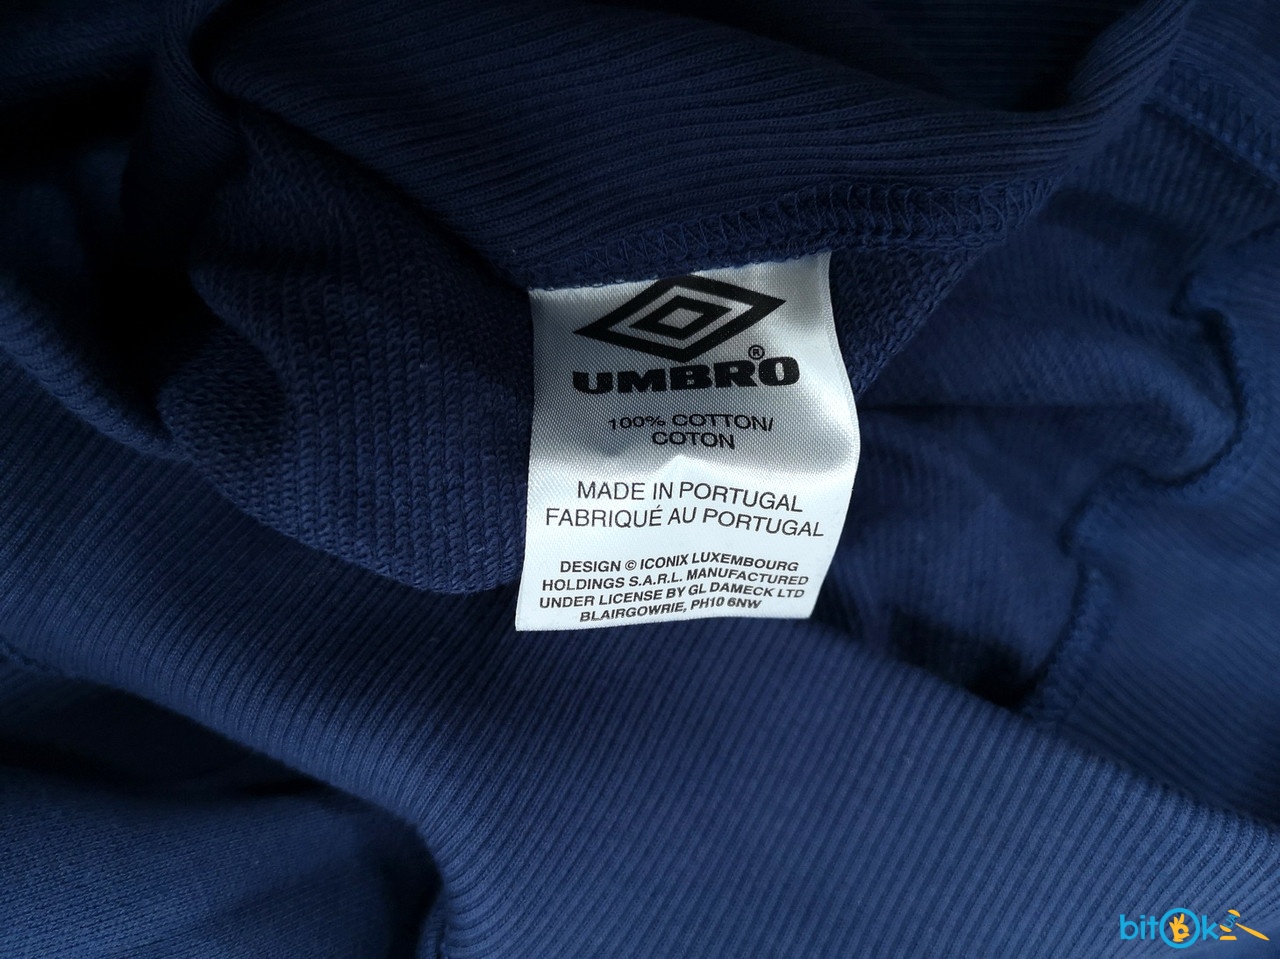 UMBRO®
100% COTTON/
COTON
MADE IN PORTUGAL
FABRIQUÉ AU PORTUGAL
DESIGN © ICONIX LUXEMBOURG
HOLDINGS S.A.R.L. MANUFACTURED
UNDER LICENSE BY GL DAMECK LTD
BLAIRGOWRIE, PH10 6NW
bitOk